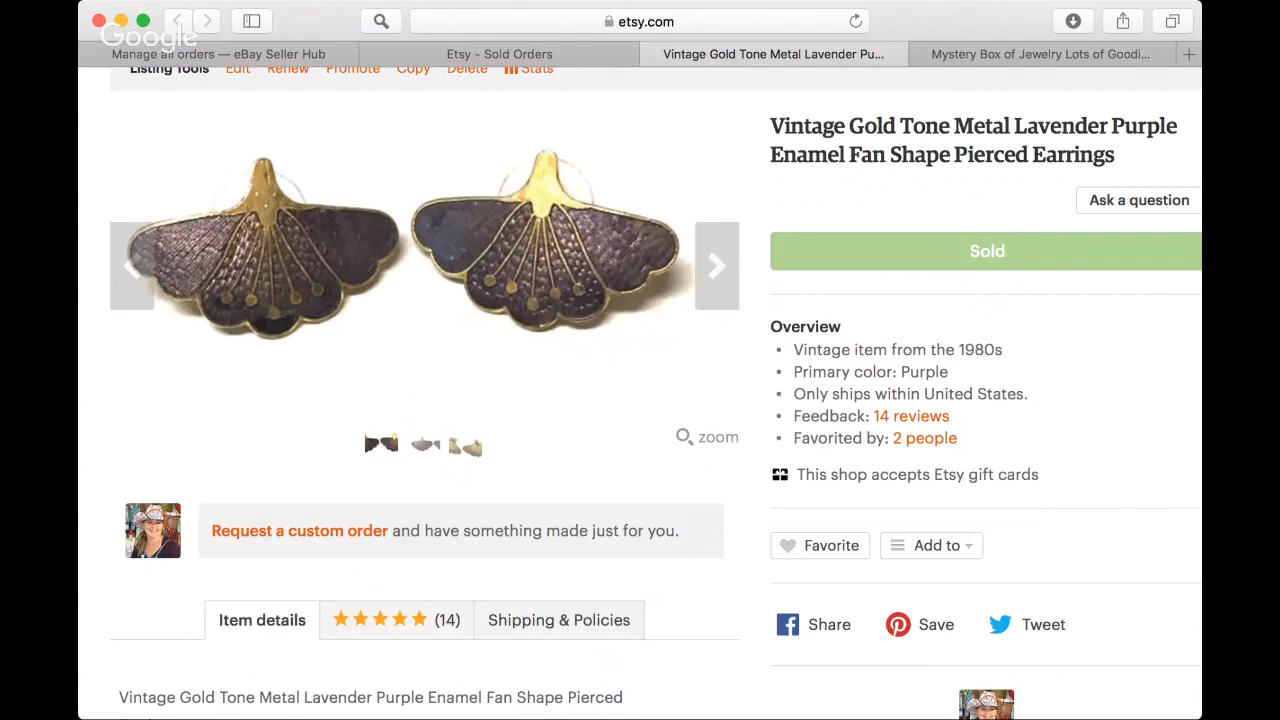 etsy.com
Google
Manage all orders — eBay Seller Hub
Etsy - Sold Orders
Vintage Gold Tone Metal Lavender Pu...
Mystery Box of Jewelry Lots of Goodi...
Listing Tools Edit Renew Promote Copy Delete Stats
Vintage Gold Tone Metal Lavender Purple
Enamel Fan Shape Pierced Earrings
Ask a question
Sold
Overview
• Vintage item from the 1980s
• Primary color: Purple
• Only ships within United States.
• Feedback: 14 reviews
• Favorited by: 2 people
This shop accepts Etsy gift cards
zoom
Request a custom order and have something made just for you.
Favorite
Add to
Item details
(14)
Shipping & Policies
Share
Save
Tweet
Vintage Gold Tone Metal Lavender Purple Enamel Fan Shape Pierced